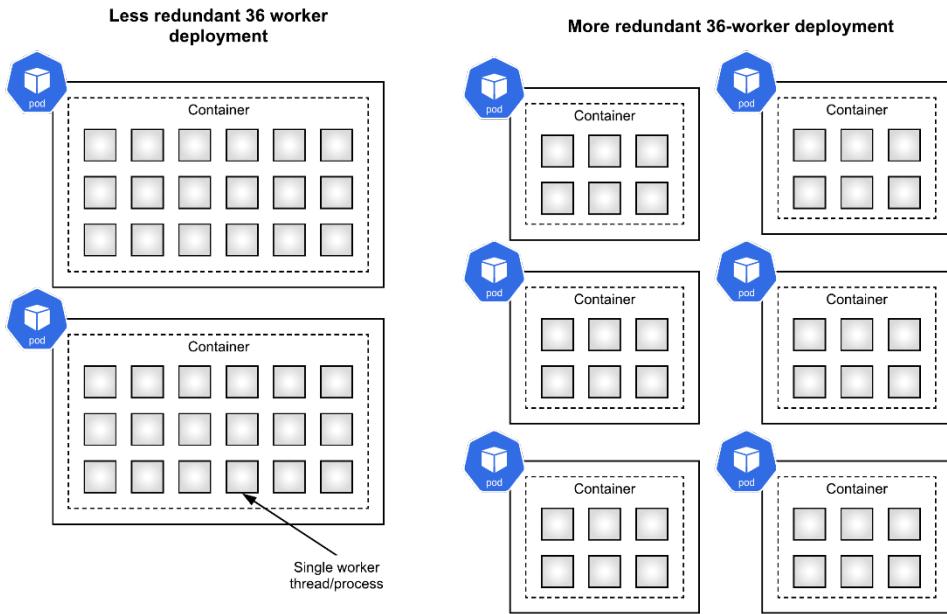 Less redundant 36 worker
deployment
pod
Container
pod
Container
Single worker
thread/process
More redundant 36-worker deployment
pod
Container
pod
Container
pod
Container
pod
Container
pod
Container
pod
Container